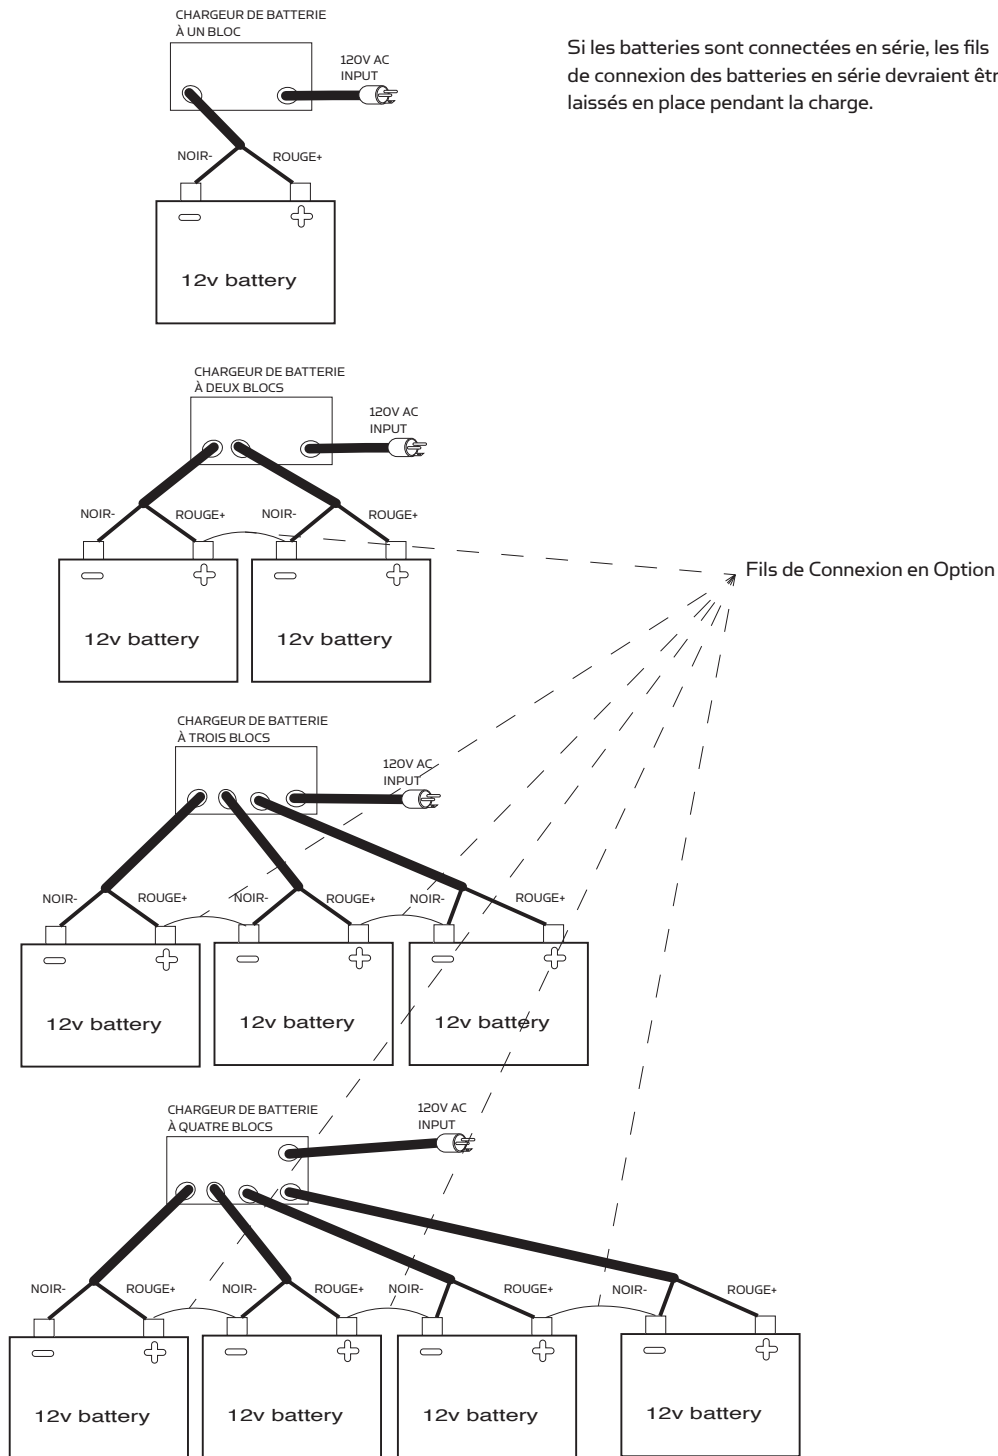 CHARGEUR DE BATTERIE
À UN BLOC
120V AC
INPUT
Si les batteries sont connectées en série, les fils
de connexion des batteries en série devraient êtr
laissés en place pendant la charge.
NOIR-
ROUGE+
12v battery
CHARGEUR DE BATTERIE
À DEUX BLOCS
120V AC
INPUT
NOIR-
ROUGE+
NOIR-
ROUGE+
Fils de Connexion en Option
12v battery
12v battery
CHARGEUR DE BATTERIE
À TROIS BLOCS
120V AC
INPUT
NOIR-
ROUGE+
NOIR-
ROUGE+
NOIR-
ROUGE+
12v battery
12v battery
12v battery
CHARGEUR DE BATTERIE
À QUATRE BLOCS
120V AC
INPUT
NOIR-
ROUGE+
NOIR-
ROUGE+
NOIR-
ROUGE+
NOIR-
ROUGE+
12v battery
12v battery
12v battery
12v battery